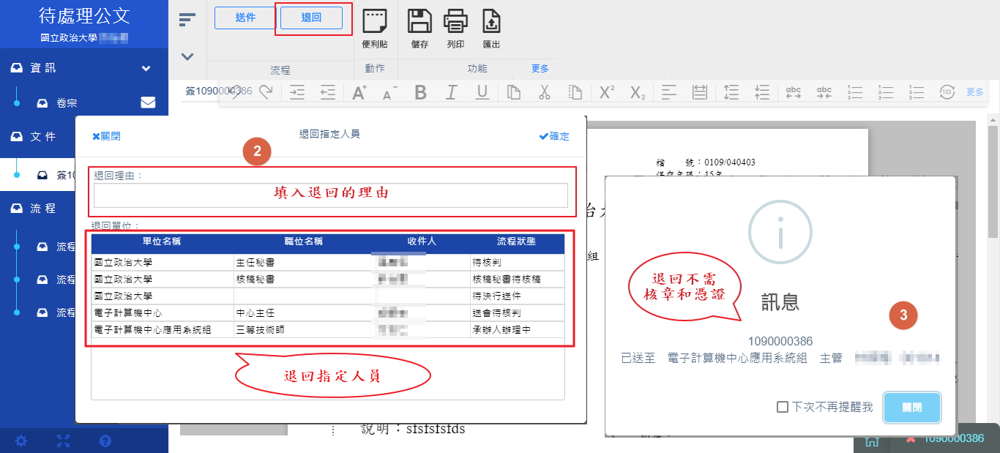 待處理公文
國立政治大學
資 訊
卷宗
文 件
簽10
流 程
流程
流程
流程
送件
退回
流程
便利貼
動作
儲存
列印
匯出
功能
更多
簽1090000386
A+
A-
B
I
U
X²
X₂
abc
abc
123
更多
檔　　號：0109/040403
保存年限：15年
關閉
退回指定人員
確定
2
退回理由：
填入退回的理由
退回單位：
單位名稱 職位名稱 收件人 流程狀態
國立政治大學 主任秘書 待核判
國立政治大學 核稿秘書 核稿秘書待核稿
國立政治大學 待決行送件
電子計算機中心 中心主任 送會待核判
電子計算機中心應用系統組 三等技術師 承辦人辦理中
退回指定人員
說明：sfsfsfsfds
組
退回不需
核章和憑證
訊息
3
1090000386
已送至 電子計算機中心應用系統組 主管
下次不再提醒我
關閉
1090000386